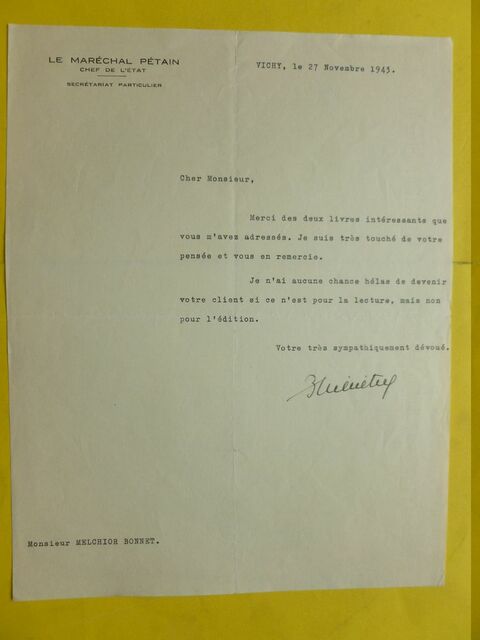 LE MARÉCHAL PÉTAIN
CHEF DE L'ÉTAT
SECRÉTARIAT PARTICULIER
VICHY, le 27 Novembre 1943.
Cher Monsieur,
Merci des deux livres intéressants que
vous m'avez adressés. Je suis très touché de votre
pensée et vous en remercie.
Je n'ai aucune chance hélas de devenir
votre client si ce n'est pour la lecture, mais non
pour l'édition.
Votre très sympathiquement dévoué.
Monsieur MELCHIOR BONNET.